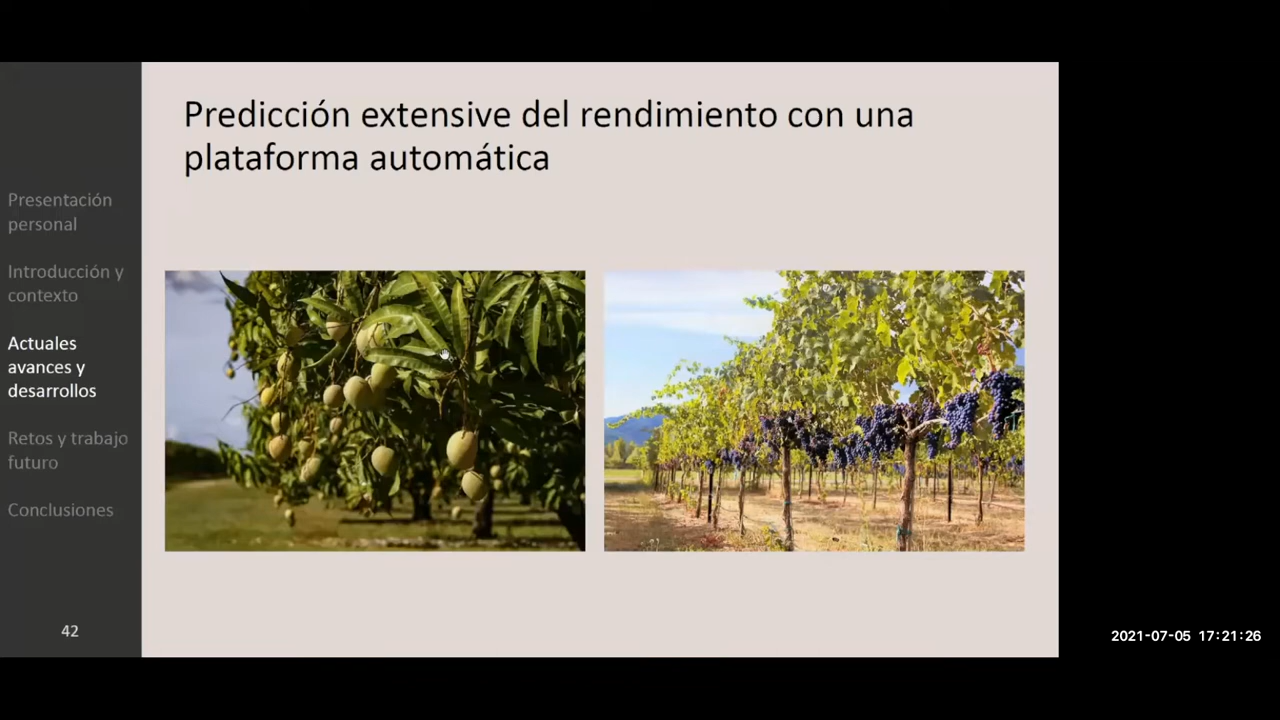 Predicción extensive del rendimiento con una
plataforma automática
Presentación
personal
Introducción y
contexto
Actuales
avances y
desarrollos
Retos y trabajo
futuro
Conclusiones
42
2021-07-05 17:21:26